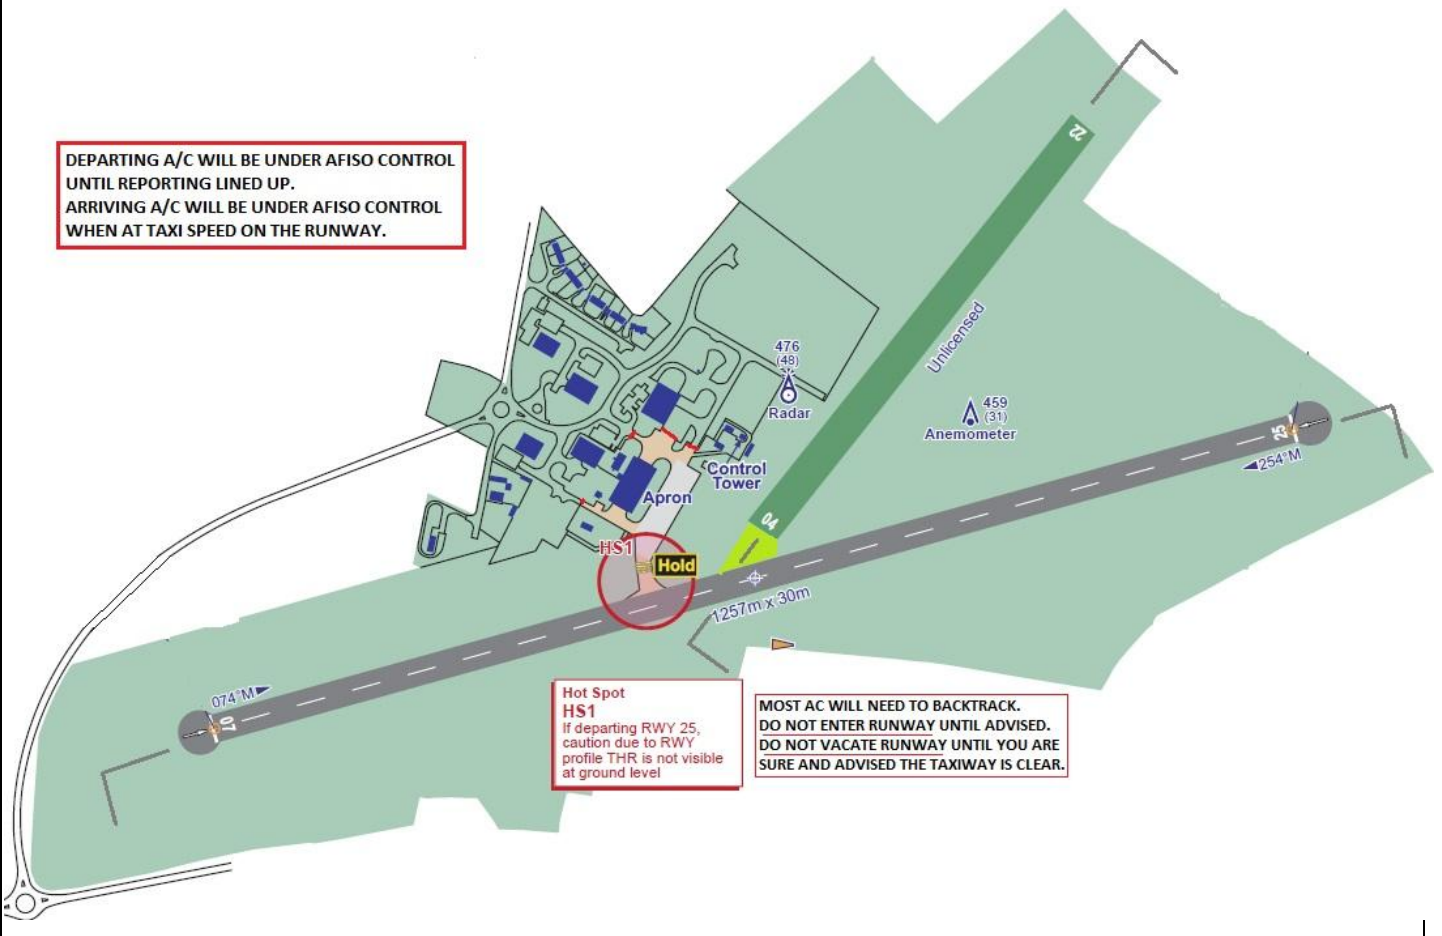 DEPARTING A/C WILL BE UNDER AFISO CONTROL
UNTIL REPORTING LINED UP.
ARRIVING A/C WILL BE UNDER AFISO CONTROL
WHEN AT TAXI SPEED ON THE RUNWAY.
22
Unlicensed
476
(48)
Radar
459
(31)
Anemometer
25
254°M
Control
Tower
Apron
04
HS1
Hold
1257m x 30m
074°M
07
Hot Spot
HS1
If departing RWY 25,
caution due to RWY
profile THR is not visible
at ground level
MOST AC WILL NEED TO BACKTRACK.
DO NOT ENTER RUNWAY UNTIL ADVISED.
DO NOT VACATE RUNWAY UNTIL YOU ARE
SURE AND ADVISED THE TAXIWAY IS CLEAR.